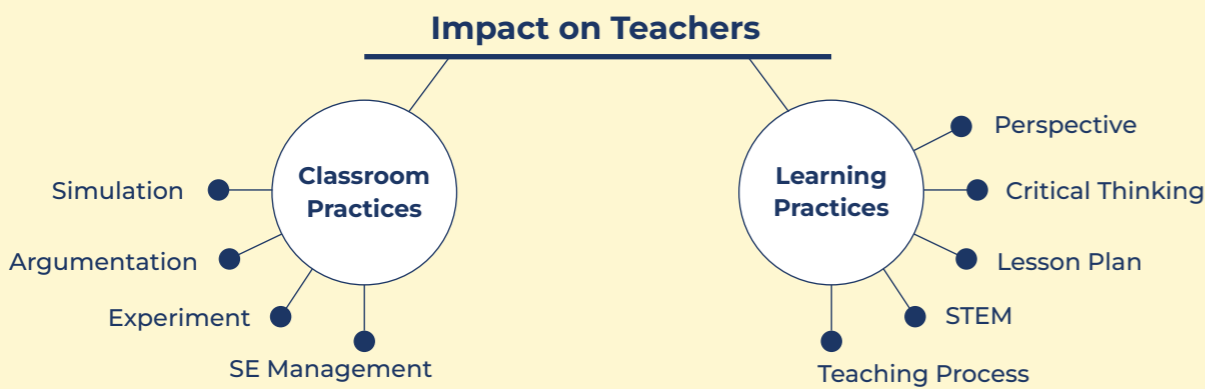 Impact on Teachers
Classroom
Practices
Simulation
Argumentation
Experiment
SE Management
Learning
Practices
Perspective
Critical Thinking
Lesson Plan
STEM
Teaching Process